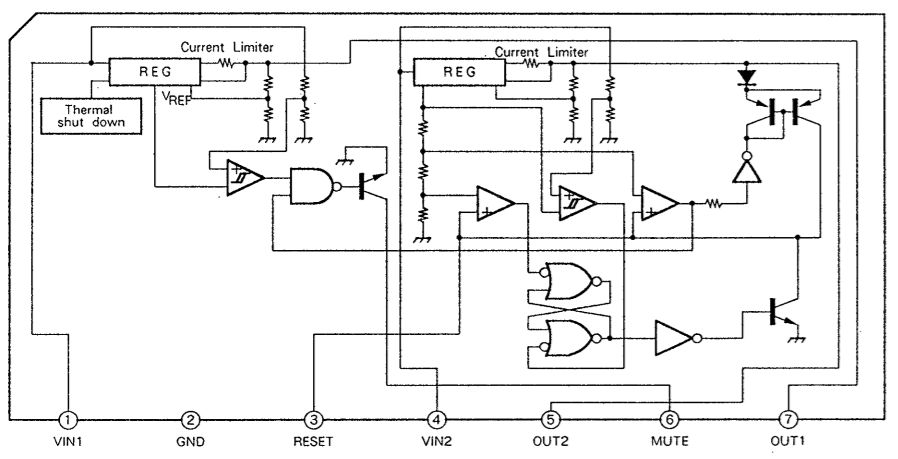 Current Limiter
REG
VREF
Thermal
shut down
Current Limiter
REG
+
+
+
+
1
2
3
4
5
6
7
VIN1
GND
RESET
VIN2
OUT2
MUTE
OUT1